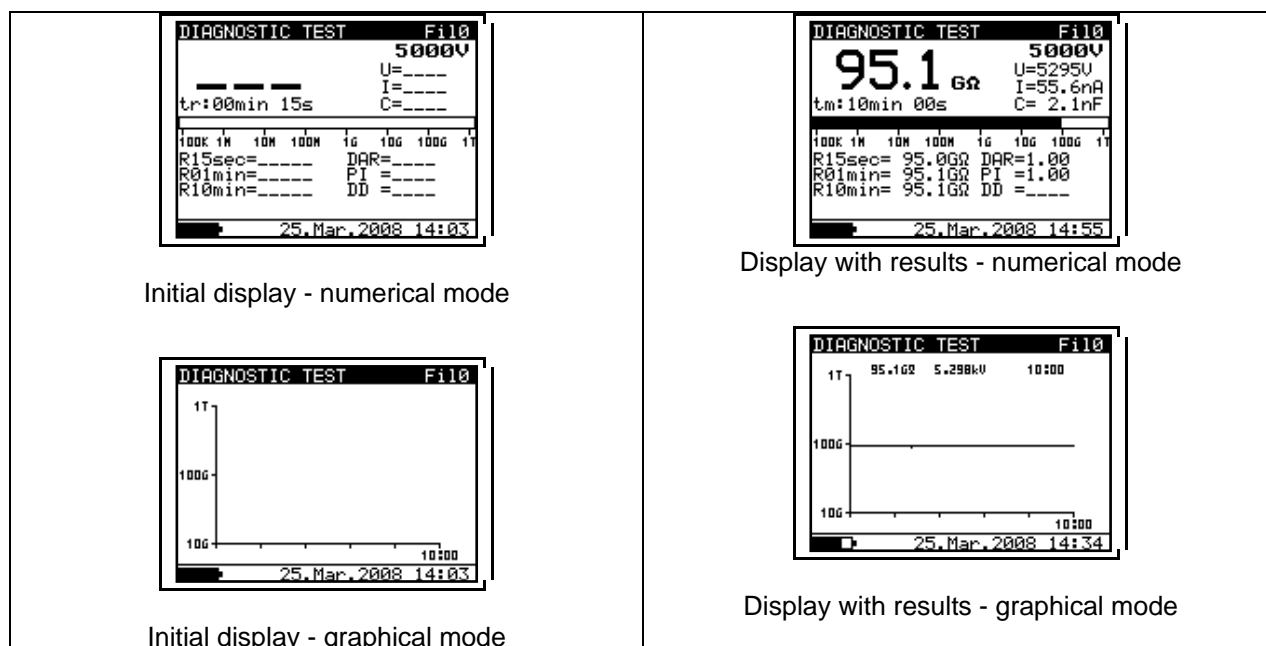 DIAGNOSTIC TEST Fil0
5000V
U=____
I=____
tr:00min 15s C=____
100K 1M 10M 100M 1G 10G 100G 1T
R15sec=_____ DAR=____
R01min=_____ PI =____
R10min=_____ DD =____
25.Mar.2008 14:03
Initial display - numerical mode
DIAGNOSTIC TEST Fil0
1T
100G
10G
10:00
25.Mar.2008 14:03
Initial display - graphical mode
DIAGNOSTIC TEST Fil0
5000V
95.1 GΩ U=5295V
I=55.6nA
tm:10min 00s C= 2.1nF
100K 1M 10M 100M 1G 10G 100G 1T
R15sec= 95.0GΩ DAR=1.00
R01min= 95.1GΩ PI =1.00
R10min= 95.1GΩ DD =____
25.Mar.2008 14:55
Display with results - numerical mode
DIAGNOSTIC TEST Fil0
1T 95.1GΩ 5.298kV 10:00
100G
10G
10:00
25.Mar.2008 14:34
Display with results - graphical mode